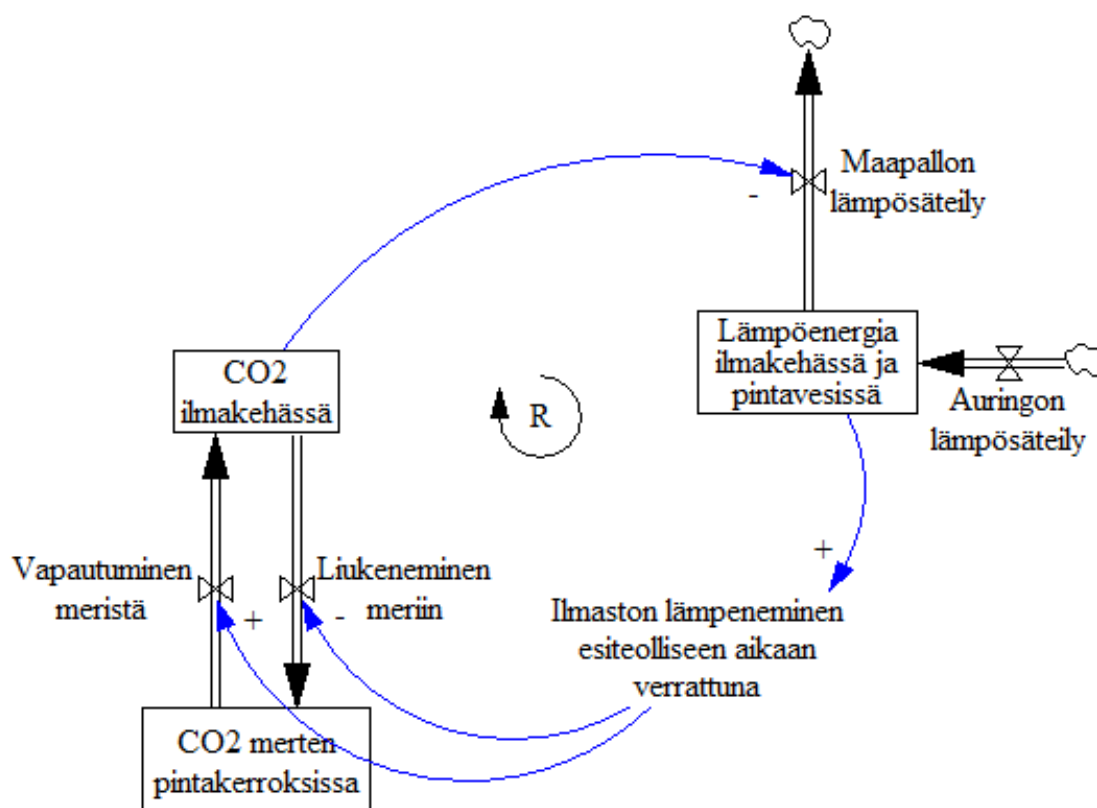 Maapallon
lämpösäteily
-
Lämpöenergia
ilmakehässä ja
pintavesissä
Auringon
lämpösäteily
CO2
ilmakehässä
R
+
Vapautuminen
meristä
+
Liukeneminen
meriin
-
Ilmaston lämpeneminen
esiteolliseen aikaan
verrattuna
CO2 merten
pintakerroksissa